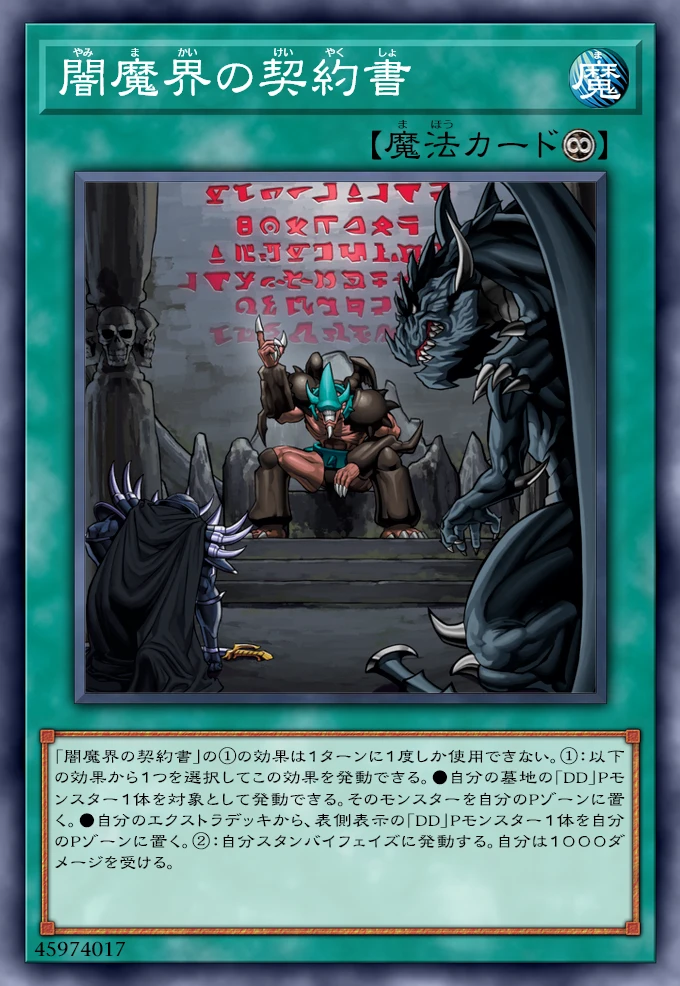 闇魔界の契約書
魔
【魔法カード】
「闇魔界の契約書」の①の効果は1ターンに1度しか使用できない。①:以下
の効果から1つを選択してこの効果を発動できる。●自分の墓地の「DD」Pモ
ンスター1体を対象として発動できる。そのモンスターを自分のPゾーンに置
く。●自分のエクストラデッキから、表側表示の「DD」Pモンスター1体を自分
のPゾーンに置く。②:自分スタンバイフェイズに発動する。自分は1000ダ
メージを受ける。
45974017